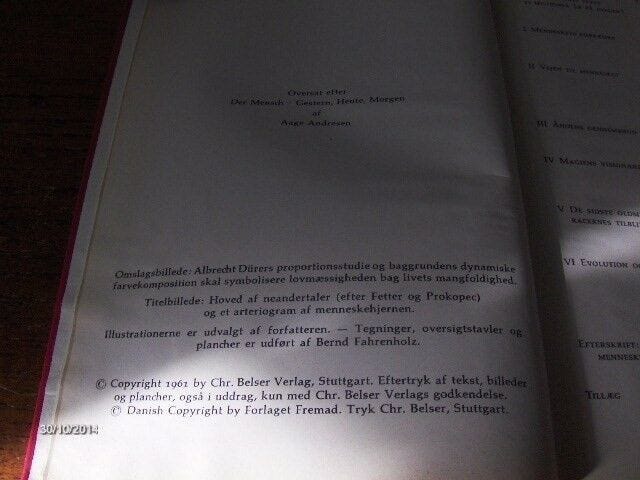 Oversat efter
Der Mensch · Gestern, Heute, Morgen
af
Aage Andresen
Omslagsbillede: Albrecht Dürers proportionsstudie og baggrundens dynamiske
farvekomposition skal symbolisere lovmæssigheden bag livets mangfoldighed.
Titelbillede: Hoved af neandertaler (efter Fetter og Prokopec)
og et arteriogram af menneskehjernen.
Illustrationerne er udvalgt af forfatteren. — Tegninger, oversigtstavler og
plancher er udført af Bernd Fahrenholz.
© Copyright 1961 by Chr. Belser Verlag, Stuttgart. Eftertryk af tekst, billeder
og plancher, også i uddrag, kun med Chr. Belser Verlags godkendelse.
© Danish Copyright by Forlaget Fremad. Tryk Chr. Belser, Stuttgart.
I Menneskets
II Vejen til
III Åndens
IV Magiens
V De sidste
racernes
VI Evolution
Efterskrift:
Tillæg
30/10/2014